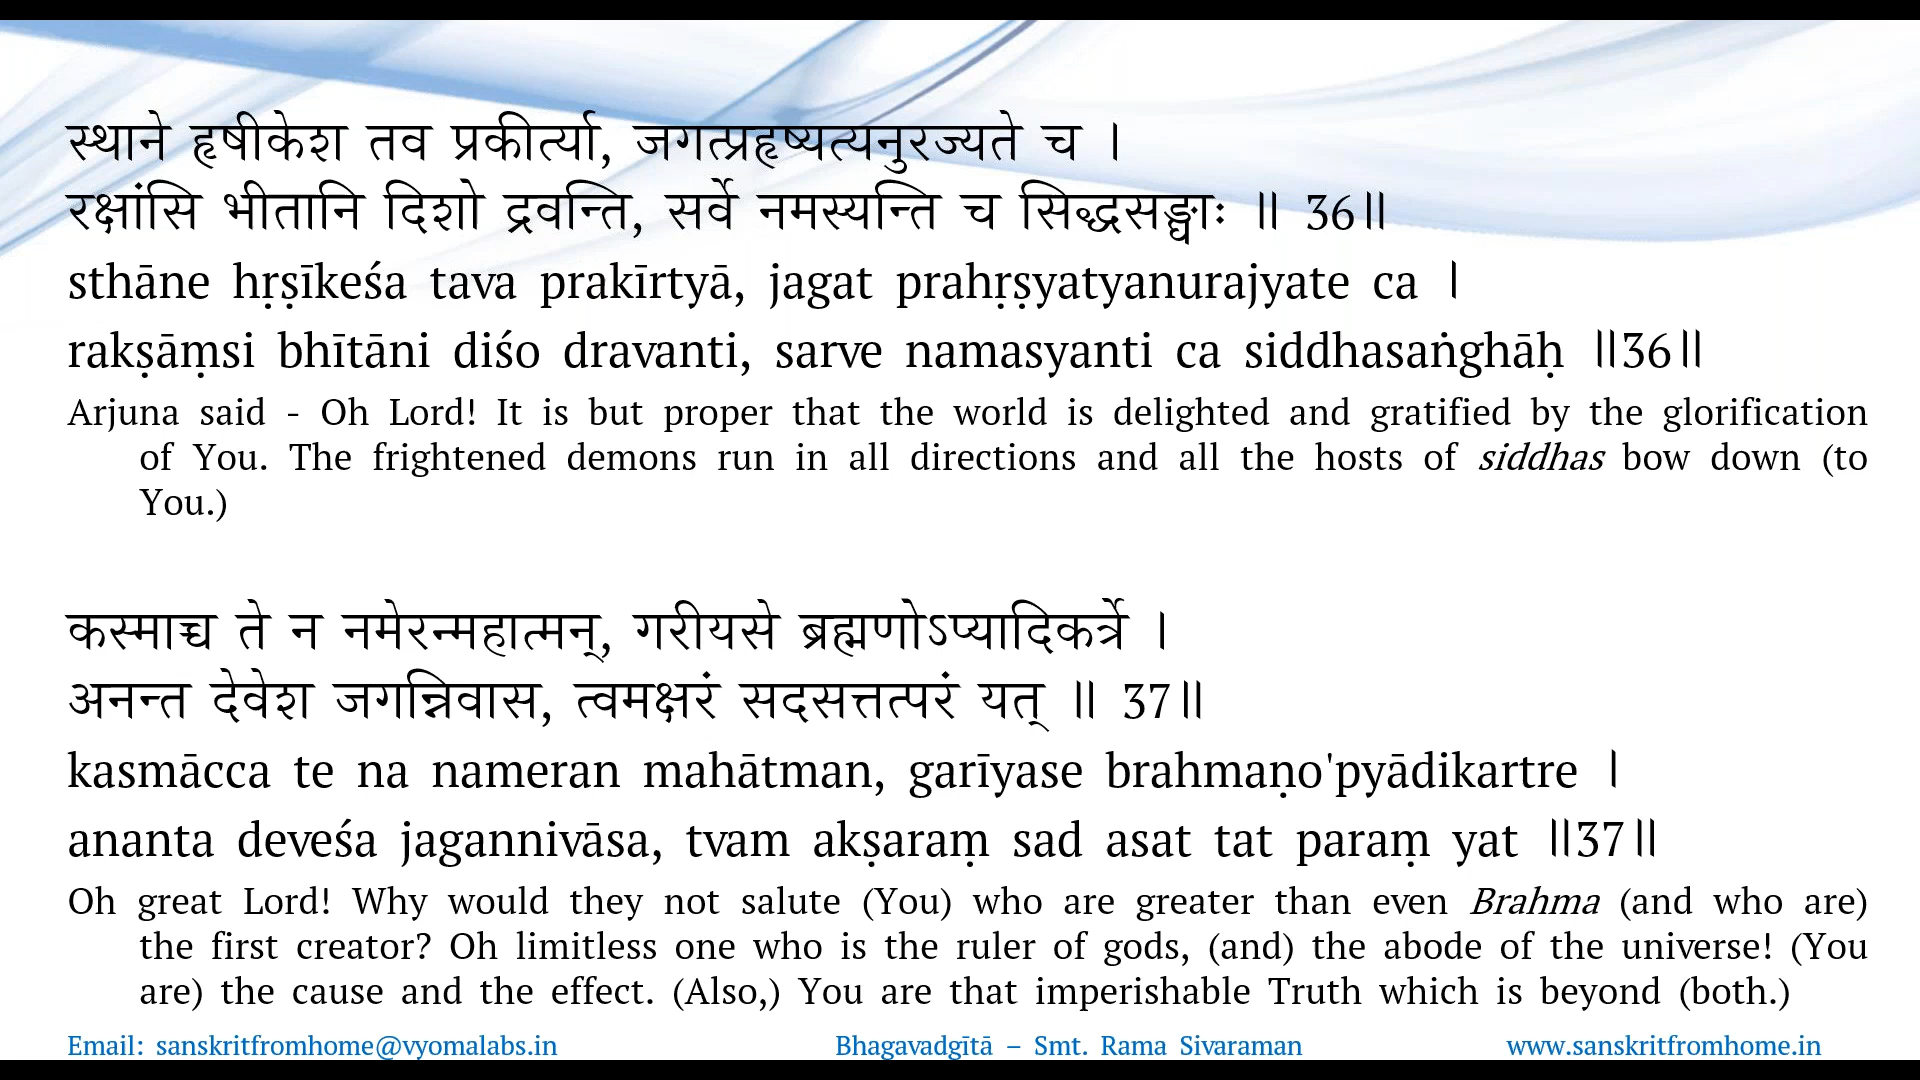 स्थाने हृषीकेश तव प्रकीर्त्या, जगत्प्रहृष्यत्यनुरज्यते च ।
रक्षांसि भीतानि दिशो द्रवन्ति, सर्वे नमस्यन्ति च सिद्धसङ्घाः ॥ 36॥
sthāne hṛṣīkeśa tava prakīrtyā, jagat prahṛṣyatyanurajyate ca ।
rakṣāṃsi bhītāni diśo dravanti, sarve namasyanti ca siddhasaṅghāḥ ॥36॥
Arjuna said - Oh Lord! It is but proper that the world is delighted and gratified by the glorification
of You. The frightened demons run in all directions and all the hosts of siddhas bow down (to
You.)
कस्माच्च ते न नमेरन्महात्मन्, गरीयसे ब्रह्मणोऽप्यादिकर्त्रे ।
अनन्त देवेश जगन्निवास, त्वमक्षरं सदसत्तत्परं यत् ॥ 37॥
kasmācca te na nameran mahātman, garīyase brahmaṇo'pyādikartre ।
ananta deveśa jagannivāsa, tvam akṣaraṃ sad asat tat paraṃ yat ॥37॥
Oh great Lord! Why would they not salute (You) who are greater than even Brahma (and who are)
the first creator? Oh limitless one who is the ruler of gods, (and) the abode of the universe! (You
are) the cause and the effect. (Also,) You are that imperishable Truth which is beyond (both.)
Email: sanskritfromhome@vyomalabs.in Bhagavadgītā – Smt. Rama Sivaraman www.sanskritfromhome.in